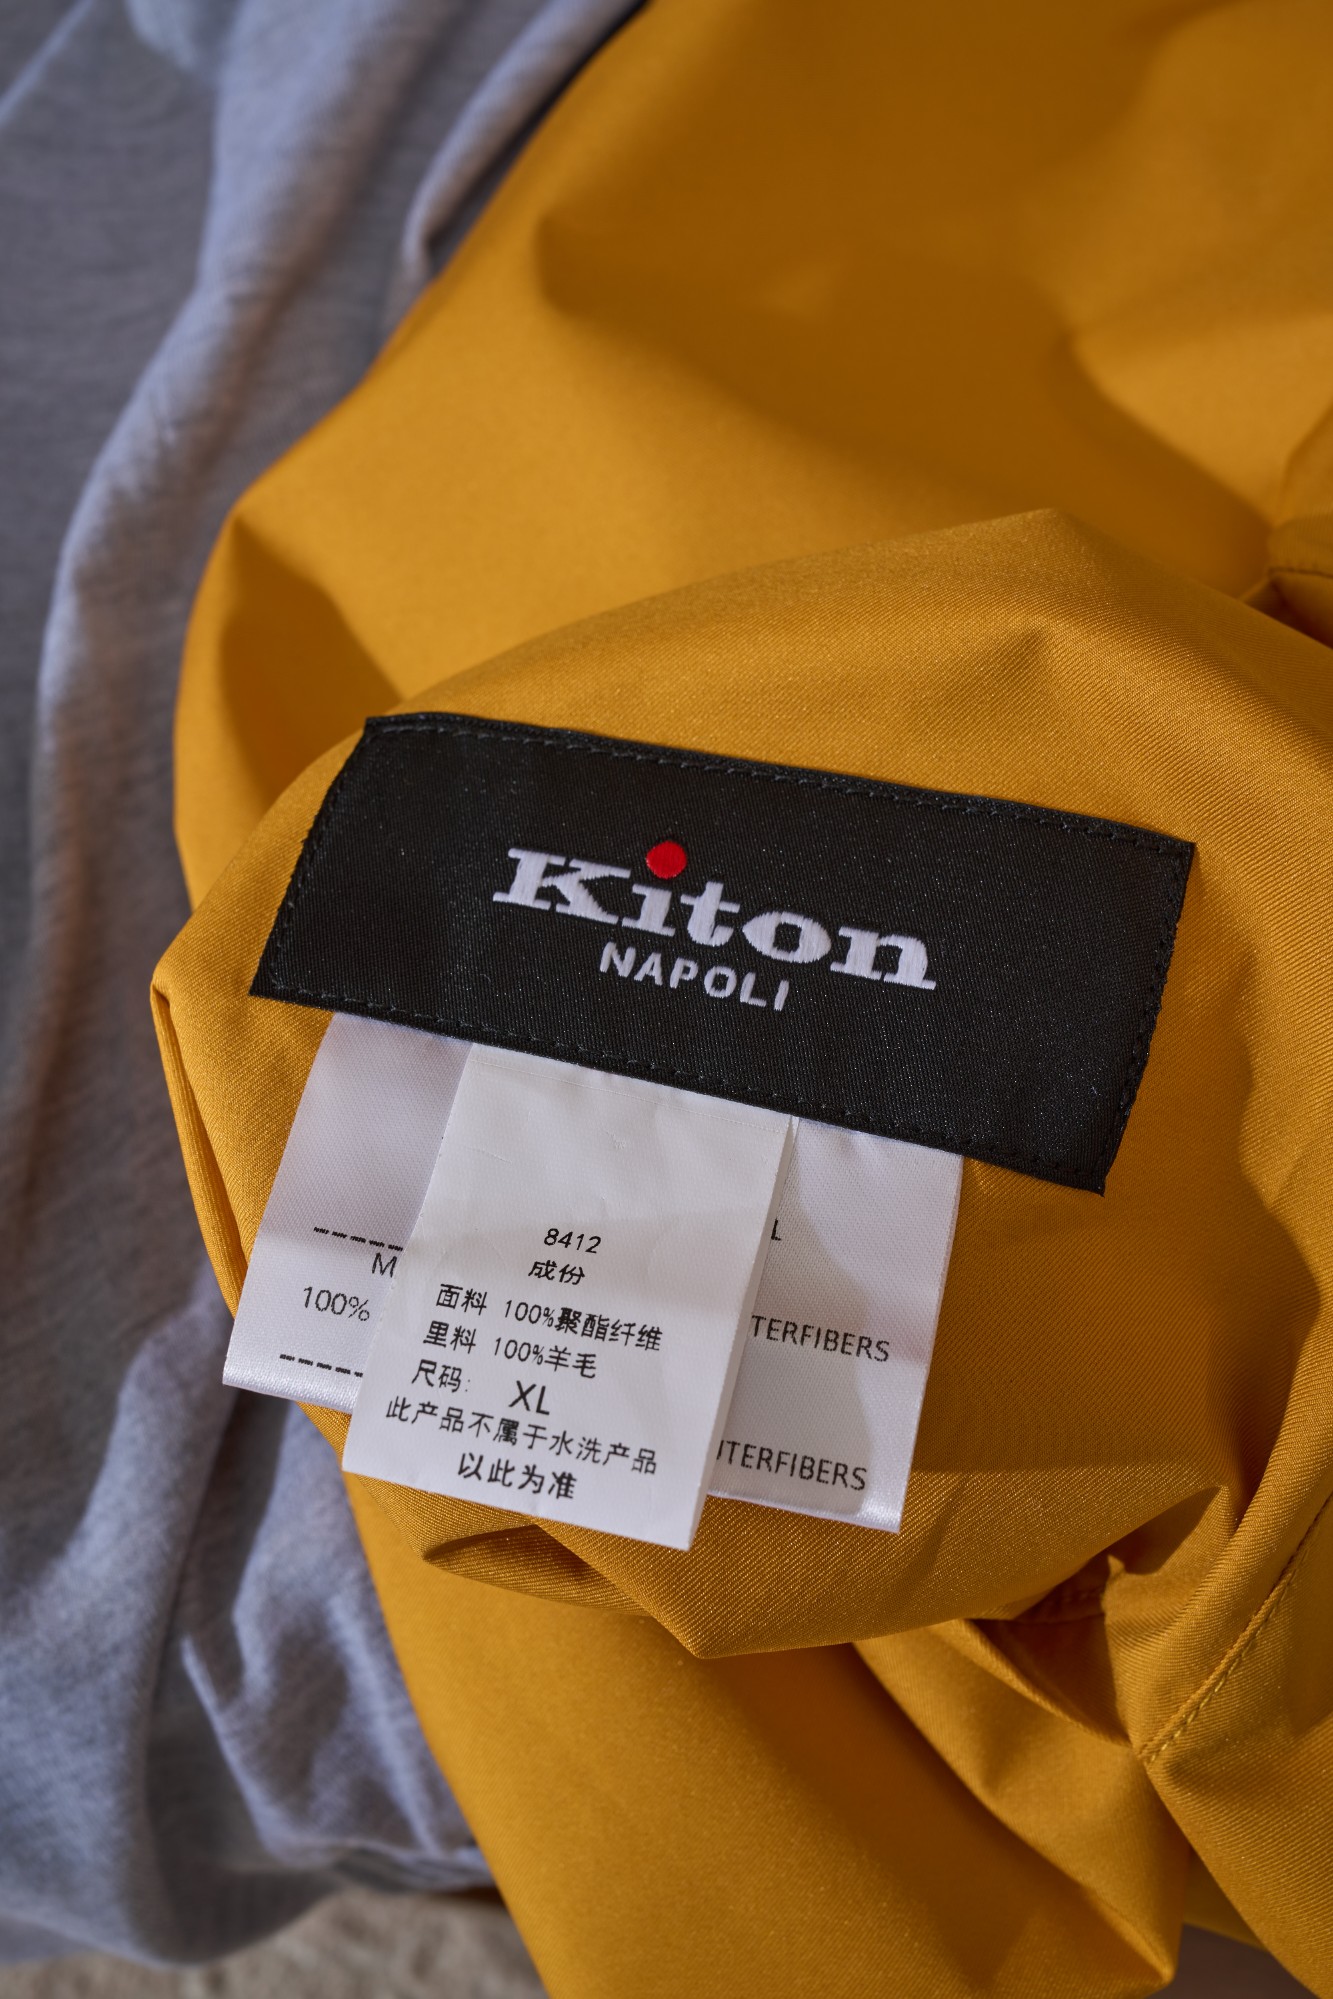 Kiton
NAPOLI
8412
成份
面料 100%聚酯纤维
里料 100%羊毛
尺码: XL
此产品不属于水洗产品
以此为准
M
100%
L
TERFIBERS
TERFIBERS